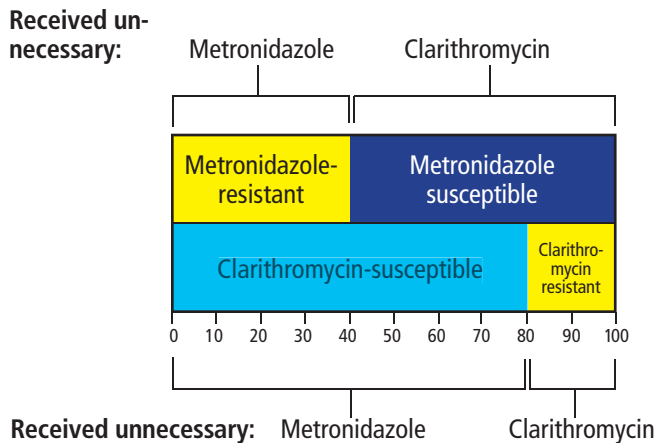 Received un-
necessary:
Metronidazole
Clarithromycin
Metronidazole-
resistant
Metronidazole
susceptible
Clarithromycin-susceptible
Clarithro-
mycin
resistant
0 10 20 30 40 50 60 70 80 90 100
Received unnecessary: Metronidazole Clarithromycin